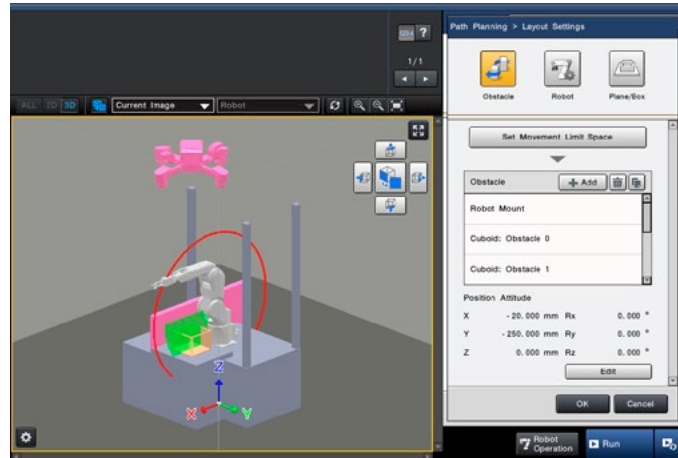 Path Planning > Layout Settings
?
1/1
Obstacle
Robot
Plane/Box
ALL 2D 3D
Current Image
Robot
Set Movement Limit Space
Obstacle
+ Add
Robot Mount
Cuboid: Obstacle 0
Cuboid: Obstacle 1
Position Attitude
X -20.000 mm Rx 0.000 °
Y -250.000 mm Ry 0.000 °
Z 0.000 mm Rz 0.000 °
Edit
Z
X
Y
OK Cancel
Robot
Operation
Run